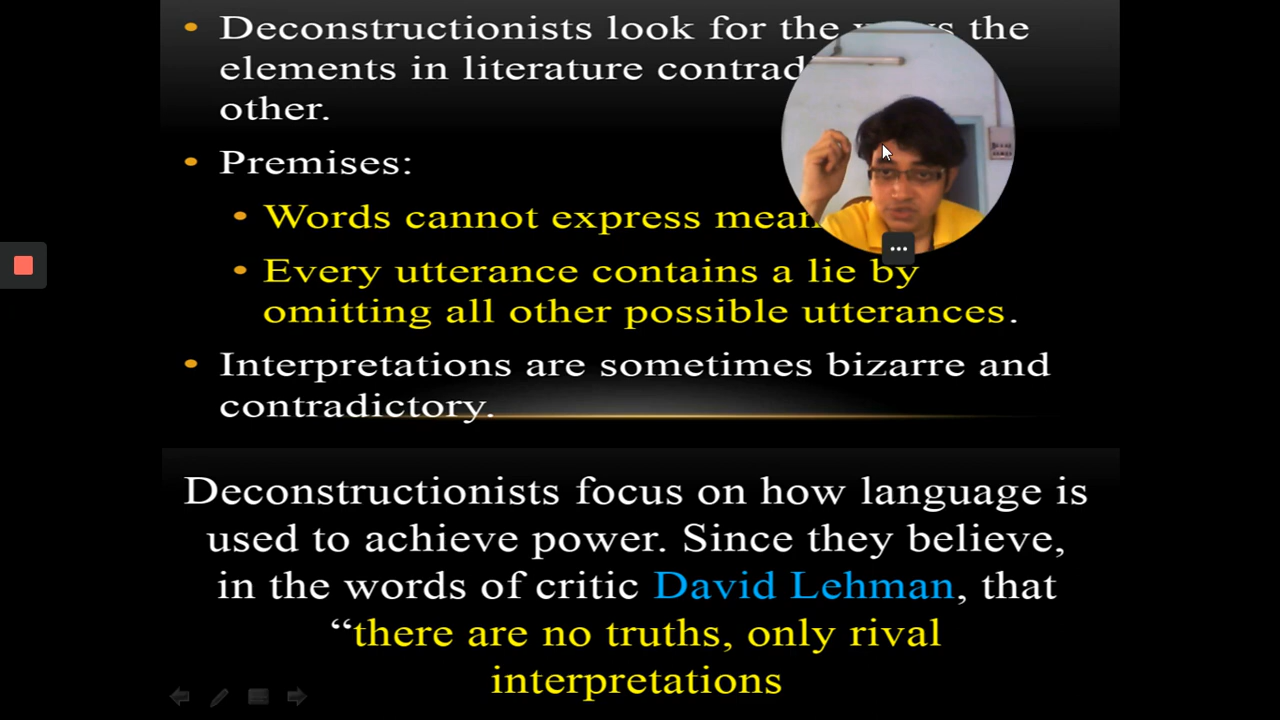 Deconstructionists look for the the
elements in literature
other.
Premises:
Words cannot express
Every utterance contains a lie by
omitting all other possible utterances.
Interpretations are sometimes bizarre and
contradictory.
Deconstructionists focus on how language is
used to achieve power. Since they believe,
in the words of critic David Lehman, that
“there are no truths, only rival
interpretations